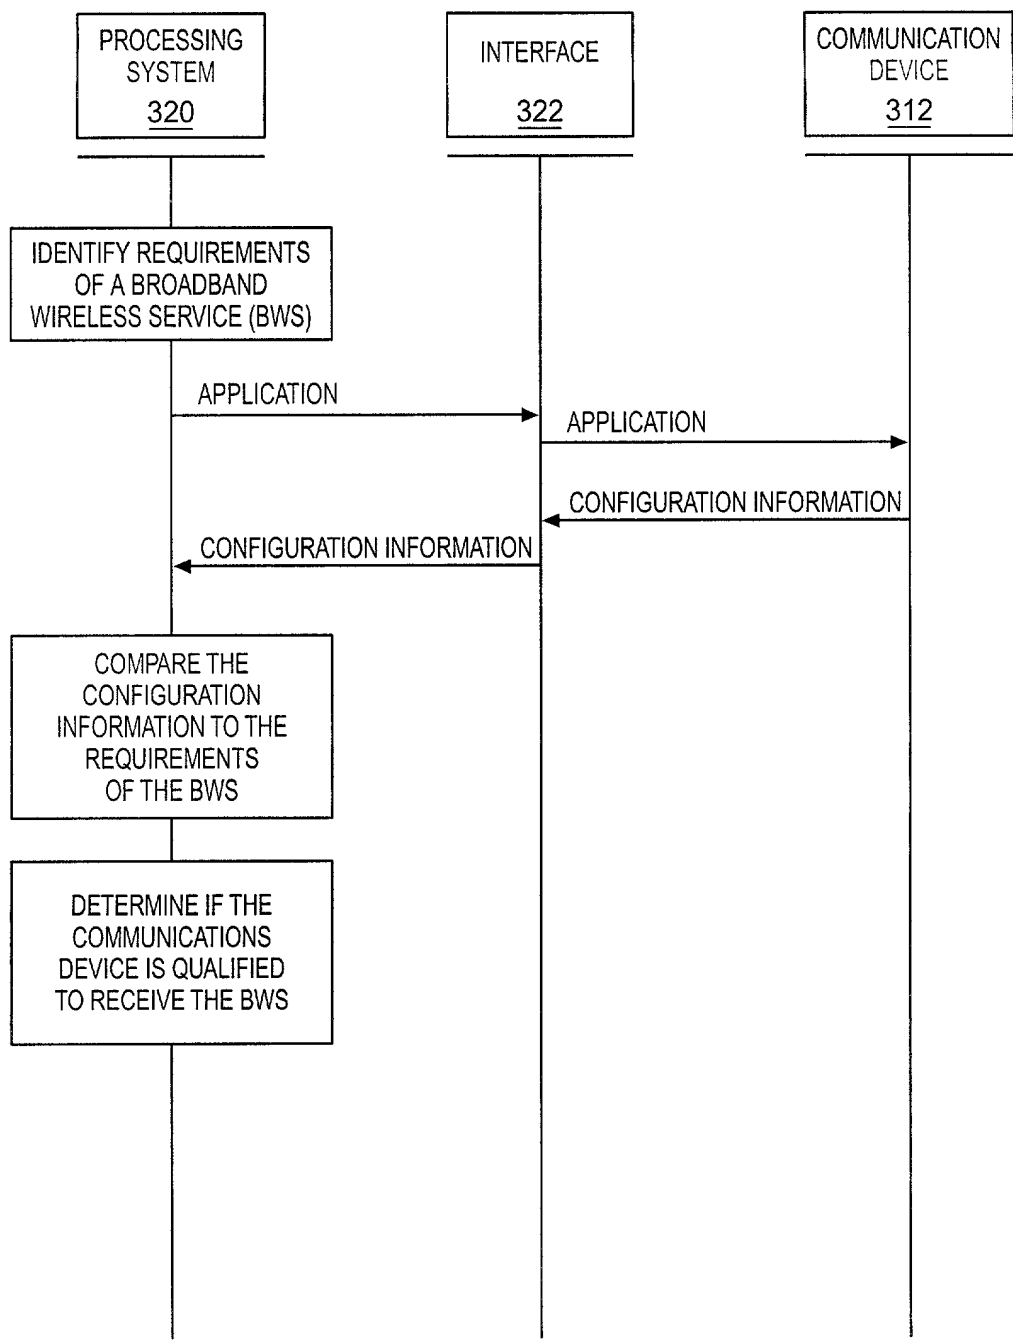 PROCESSING
SYSTEM
320
INTERFACE
322
COMMUNICATION
DEVICE
312
IDENTIFY REQUIREMENTS
OF A BROADBAND
WIRELESS SERVICE (BWS)
APPLICATION
APPLICATION
CONFIGURATION INFORMATION
CONFIGURATION INFORMATION
COMPARE THE
CONFIGURATION
INFORMATION TO THE
REQUIREMENTS
OF THE BWS
DETERMINE IF THE
COMMUNICATIONS
DEVICE IS QUALIFIED
TO RECEIVE THE BWS